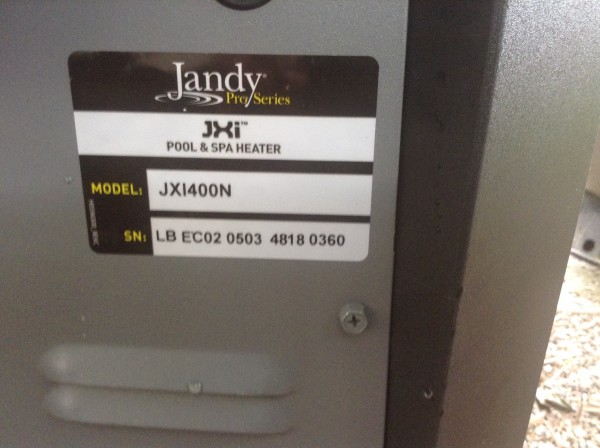 Jandy
Pro Series
JXi™
POOL & SPA HEATER
MODEL: JXI400N
SN: LB EC02 0503 4818 0360